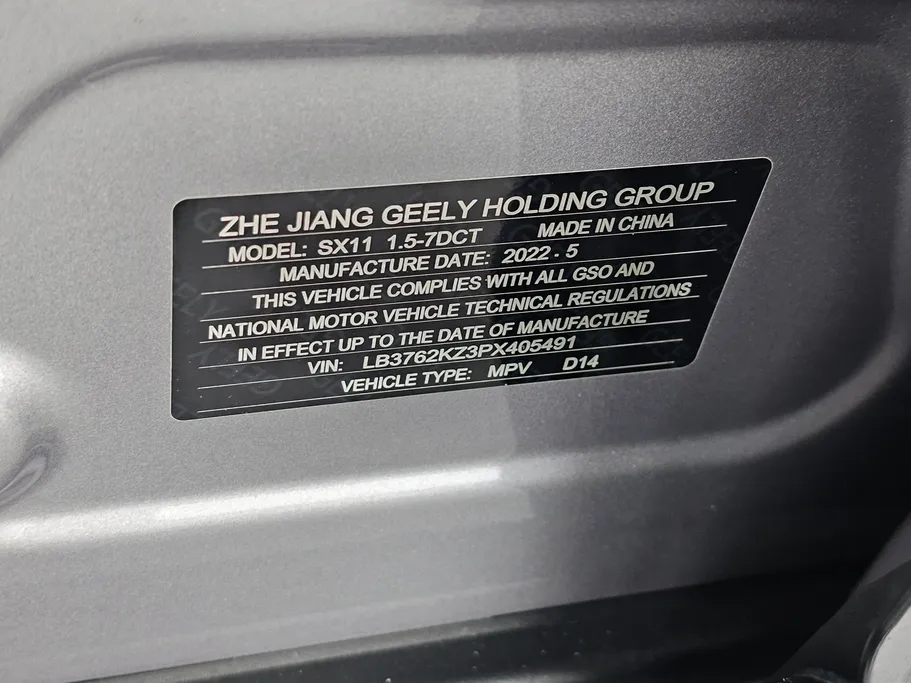 ZHE JIANG GEELY HOLDING GROUP
MODEL: SX11 1.5-7DCT MADE IN CHINA
MANUFACTURE DATE: 2022 - 5
THIS VEHICLE COMPLIES WITH ALL GSO AND
NATIONAL MOTOR VEHICLE TECHNICAL REGULATIONS
IN EFFECT UP TO THE DATE OF MANUFACTURE
VIN: LB3762KZ3PX405491
VEHICLE TYPE: MPV D14